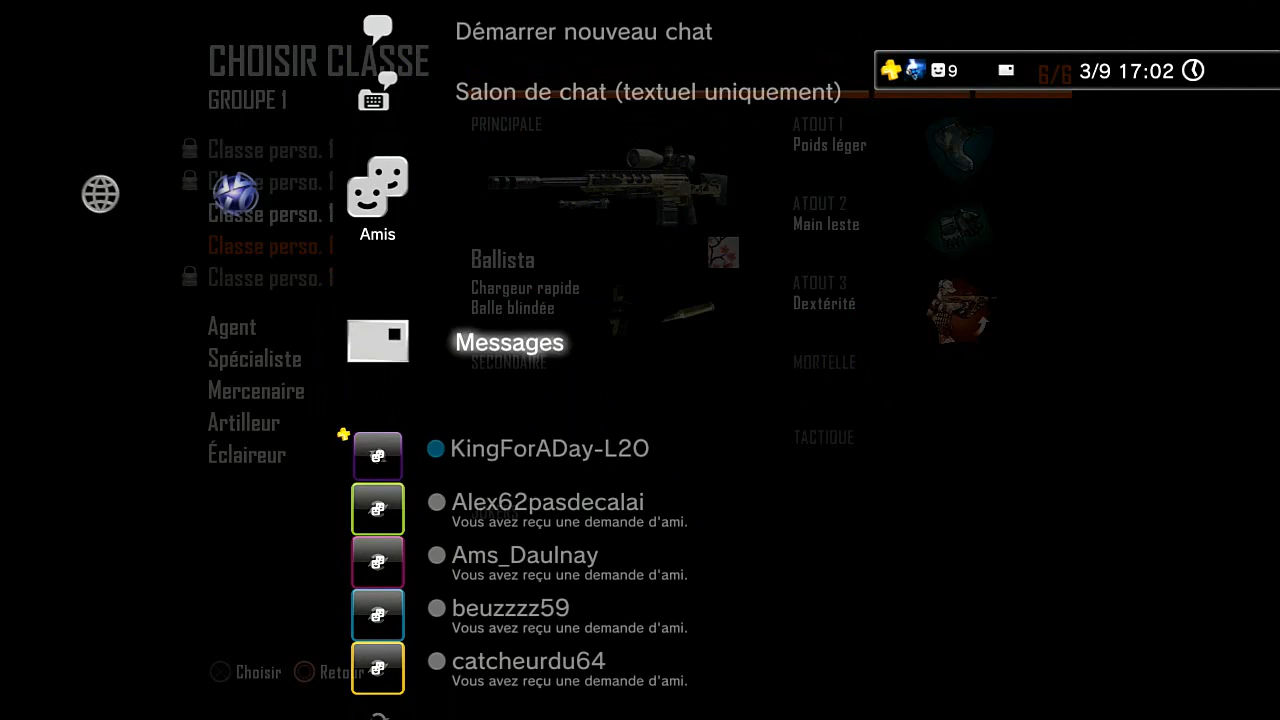 Démarrer nouveau chat
CHOISIR CLASSE
GROUPE 1
Salon de chat (textuel uniquement)
9
6/6
3/9 17:02
PRINCIPALE
ATOUT 1
Poids léger
Classe perso. 1
Classe perso. 1
Classe perso. 1
Classe perso. 1
Classe perso. 1
Amis
ATOUT 2
Main leste
Ballista
Chargeur rapide
Balle blindée
ATOUT 3
Dextérité
Agent
Spécialiste
Mercenaire
Artilleur
Éclaireur
Messages
SECONDAIRE
MORTELLE
TACTIQUE
KingForADay-L2O
Alex62pasdecalai
Vous avez reçu une demande d'ami.
Ams_Daulnay
Vous avez reçu une demande d'ami.
beuzzzz59
Vous avez reçu une demande d'ami.
catcheurdu64
Vous avez reçu une demande d'ami.
Choisir
Retour